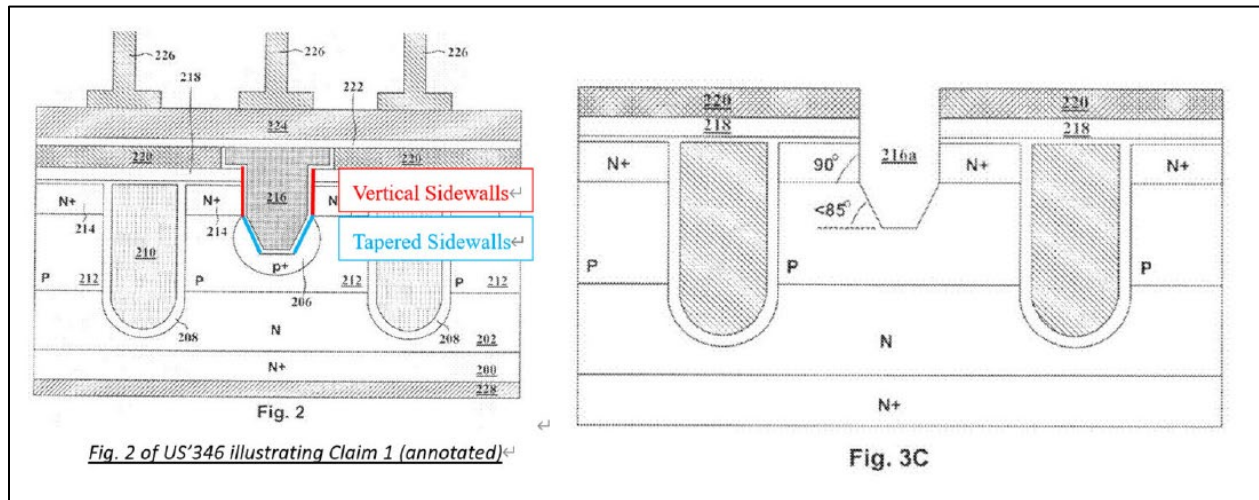 226
226
226
218
222
224
220
220
216
Vertical Sidewalls↵
N+
N+
N+
N+
214
214
Tapered Sidewalls↵
210
p+
P
212
P
212
P
212
206
208
N
208
202
N+
200
228
Fig. 2
↵
Fig. 2 of US'346 illustrating Claim 1 (annotated)↵
220
220
218
218
N+
90°
216a
N+
N+
<85°
P
P
P
N
N+
Fig. 3C